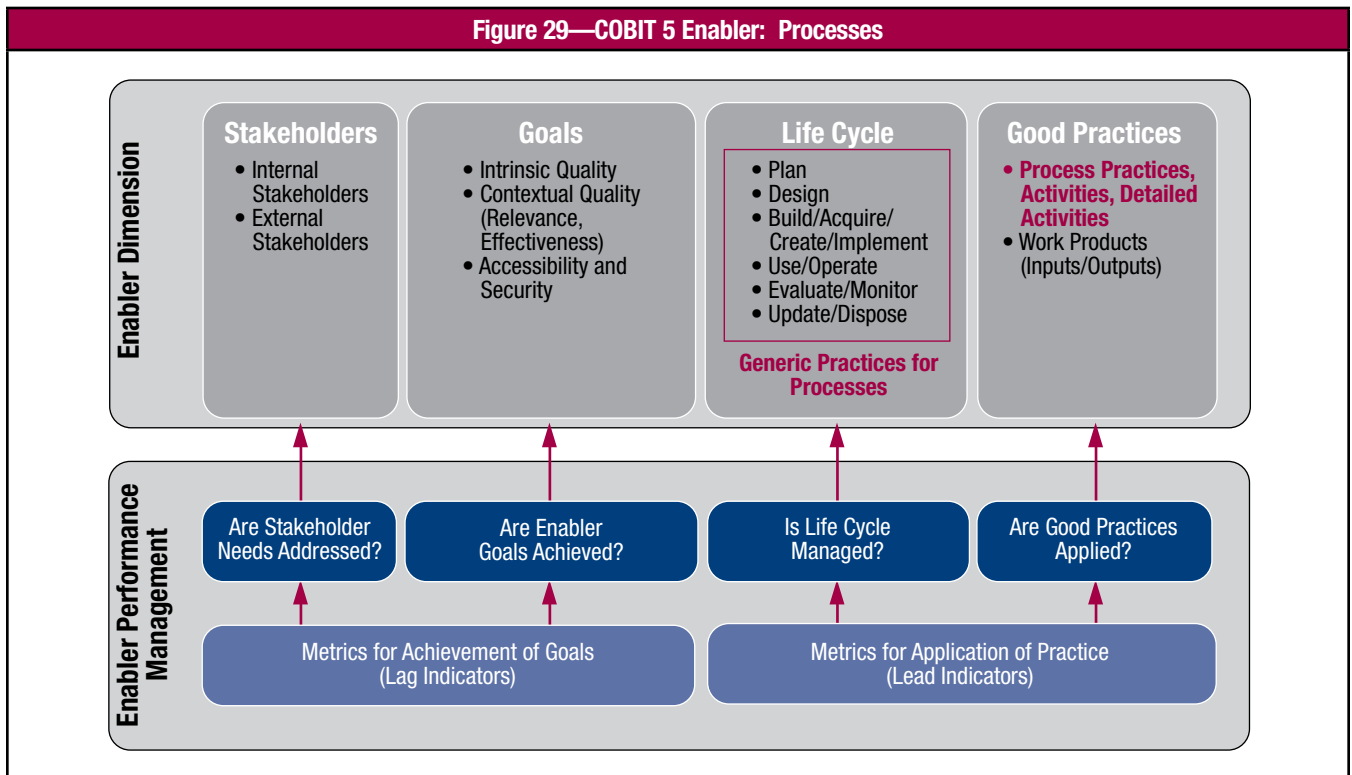 Figure 29—COBIT 5 Enabler: Processes
Enabler Dimension
Stakeholders
• Internal
Stakeholders
• External
Stakeholders
Goals
• Intrinsic Quality
• Contextual Quality
(Relevance,
Effectiveness)
• Accessibility and
Security
Life Cycle
• Plan
• Design
• Build/Acquire/
Create/Implement
• Use/Operate
• Evaluate/Monitor
• Update/Dispose
Generic Practices for
Processes
Good Practices
• Process Practices,
Activities, Detailed
Activities
• Work Products
(Inputs/Outputs)
Enabler Performance
Management
Are Stakeholder
Needs Addressed?
Are Enabler
Goals Achieved?
Is Life Cycle
Managed?
Are Good Practices
Applied?
Metrics for Achievement of Goals
(Lag Indicators)
Metrics for Application of Practice
(Lead Indicators)